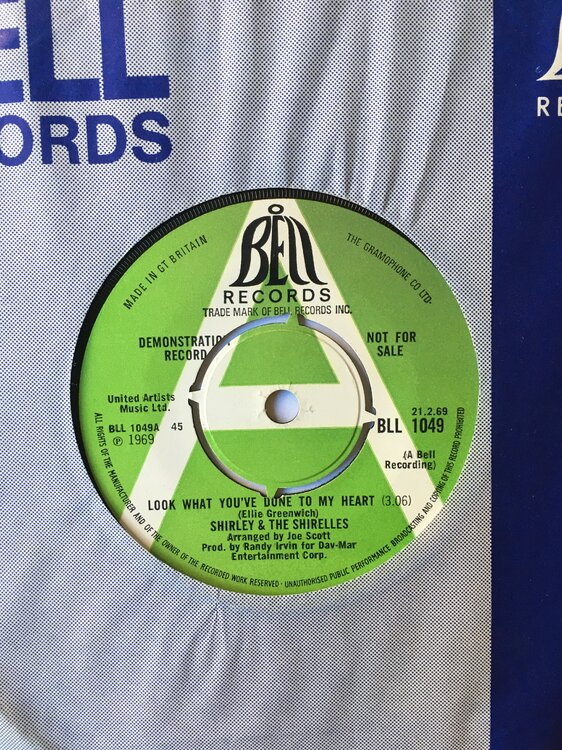 ELL
CORDS
RE
MADE IN GT BRITAIN
THE GRAMOPHONE CO LTD.
BELL
RECORDS
TRADE MARK OF BELL RECORDS INC.
A
DEMONSTRATION
RECORD
NOT FOR
SALE
United Artists
Music Ltd.
BLL 1049A 45
℗ 1969
21.2.69
BLL 1049
(A Bell
Recording)
LOOK WHAT YOU'VE DONE TO MY HEART (3.06)
(Ellie Greenwich)
SHIRLEY & THE SHIRELLES
Arranged by Joe Scott
Prod. by Randy Irvin for Dav-Mar
Entertainment Corp.
ALL RIGHTS OF THE MANUFACTURER AND OF THE OWNER OF THE RECORDED WORK RESERVED · UNAUTHORISED PUBLIC PERFORMANCE BROADCASTING AND COPYING OF THIS RECORD PROHIBITED